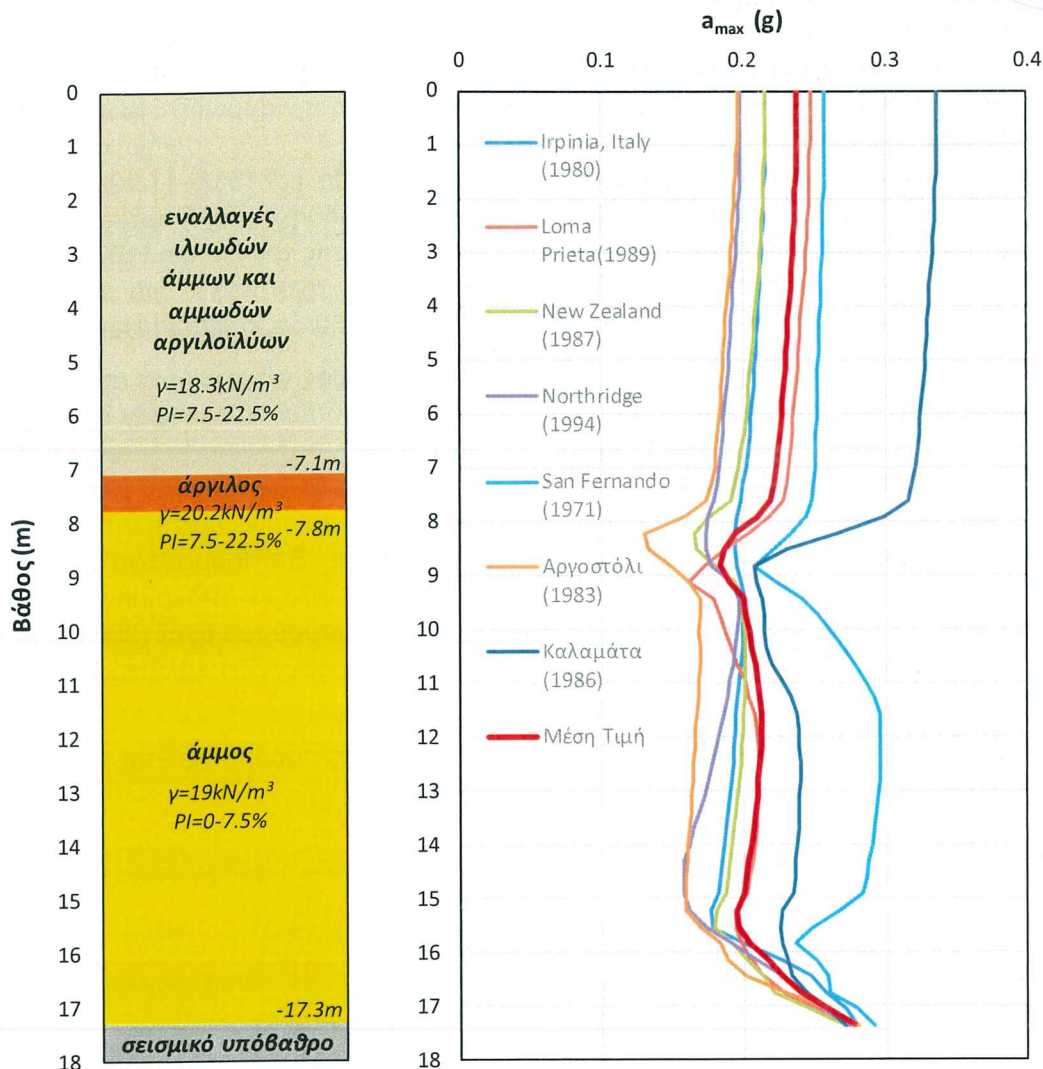 a_max (g)
0 0.1 0.2 0.3 0.4
Βάθος (m)
0
1
2
3
4
5
6
7
8
9
10
11
12
13
14
15
16
17
18
εναλλαγές
ιλυωδών
άμμων και
αμμωδών
αργιλοϊλύων
γ=18.3kN/m³
PI=7.5-22.5%
-7.1m
άργιλος
γ=20.2kN/m³
-7.8m
PI=7.5-22.5%
άμμος
γ=19kN/m³
PI=0-7.5%
-17.3m
σεισμικό υπόβαθρο
0
1
2
3
4
5
6
7
8
9
10
11
12
13
14
15
16
17
18
Irpinia, Italy
(1980)
Loma
Prieta(1989)
New Zealand
(1987)
Northridge
(1994)
San Fernando
(1971)
Αργοστόλι
(1983)
Καλαμάτα
(1986)
Μέση Τιμή